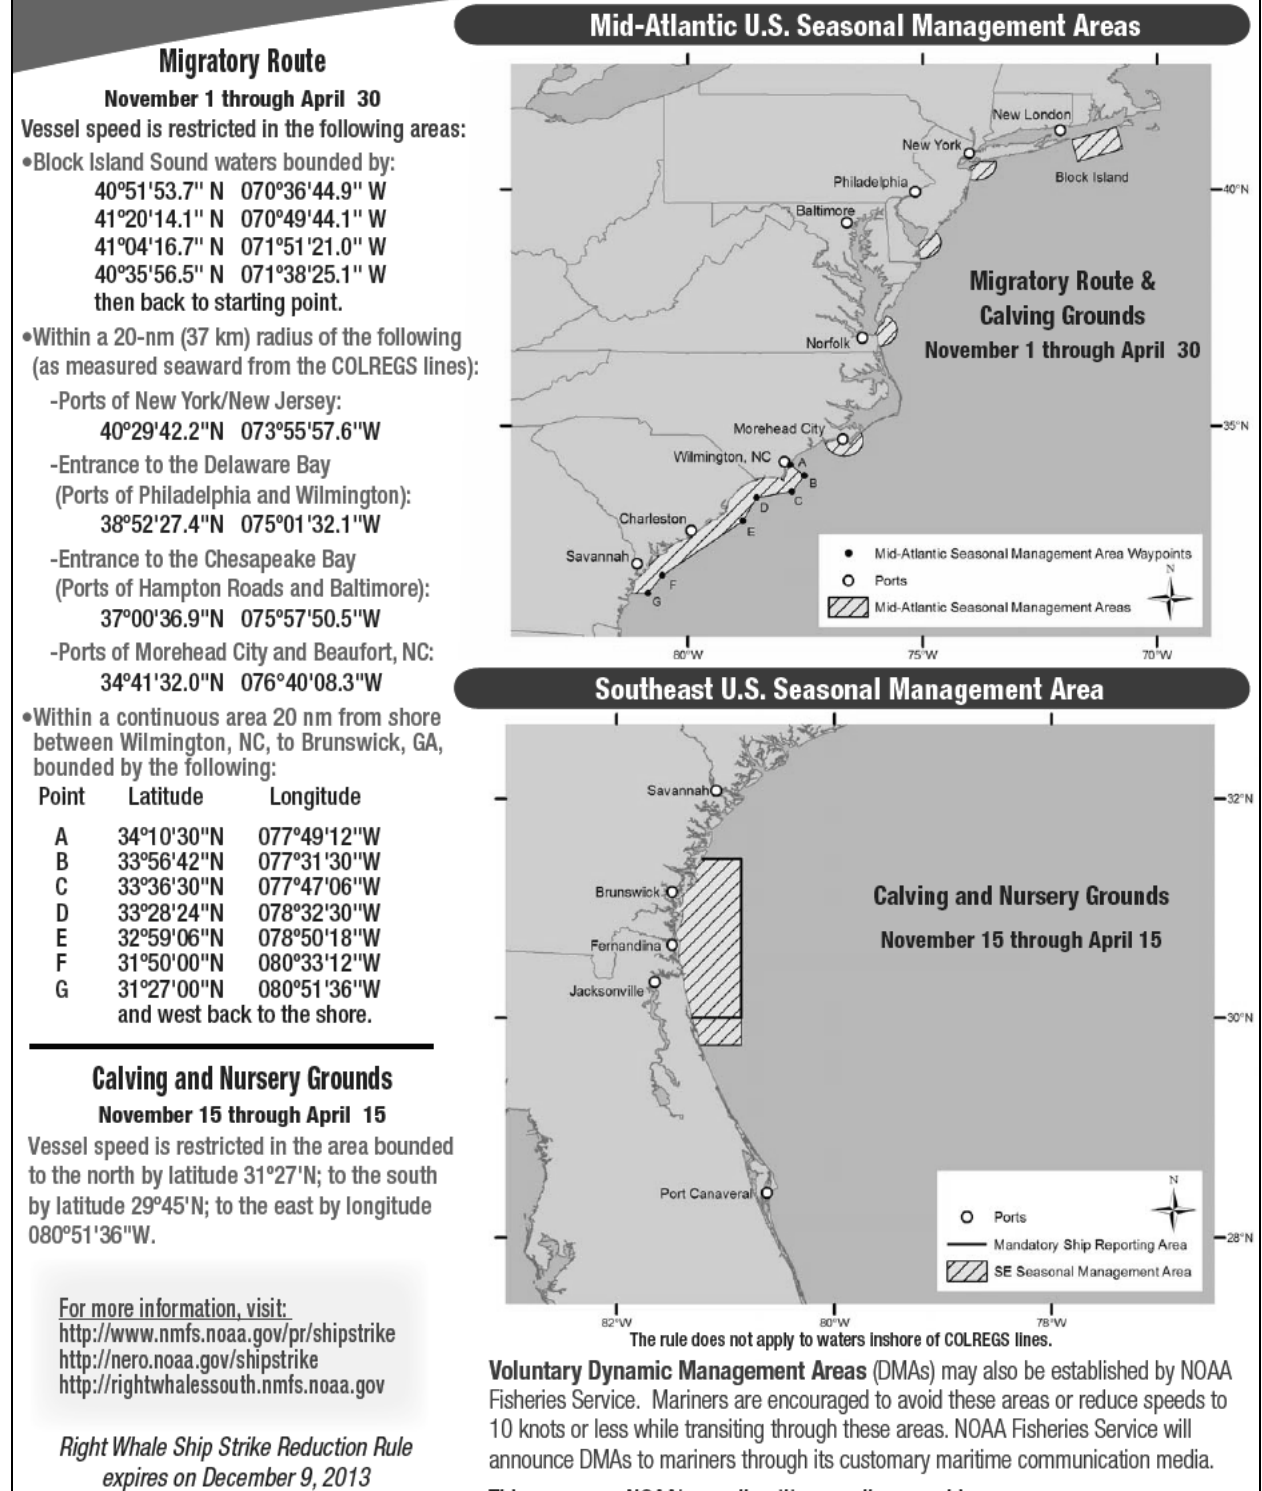 Migratory Route
November 1 through April 30
Vessel speed is restricted in the following areas:
•Block Island Sound waters bounded by:
40º51'53.7" N 070º36'44.9" W
41º20'14.1" N 070º49'44.1" W
41º04'16.7" N 071º51'21.0" W
40º35'56.5" N 071º38'25.1" W
then back to starting point.
•Within a 20-nm (37 km) radius of the following
(as measured seaward from the COLREGS lines):
-Ports of New York/New Jersey:
40º29'42.2"N 073º55'57.6"W
-Entrance to the Delaware Bay
(Ports of Philadelphia and Wilmington):
38º52'27.4"N 075º01'32.1"W
-Entrance to the Chesapeake Bay
(Ports of Hampton Roads and Baltimore):
37º00'36.9"N 075º57'50.5"W
-Ports of Morehead City and Beaufort, NC:
34º41'32.0"N 076º40'08.3"W
•Within a continuous area 20 nm from shore
between Wilmington, NC, to Brunswick, GA,
bounded by the following:
Point Latitude Longitude
A 34º10'30"N 077º49'12"W
B 33º56'42"N 077º31'30"W
C 33º36'30"N 077º47'06"W
D 33º28'24"N 078º32'30"W
E 32º59'06"N 078º50'18"W
F 31º50'00"N 080º33'12"W
G 31º27'00"N 080º51'36"W
and west back to the shore.
Calving and Nursery Grounds
November 15 through April 15
Vessel speed is restricted in the area bounded
to the north by latitude 31º27'N; to the south
by latitude 29º45'N; to the east by longitude
080º51'36"W.
For more information, visit:
http://www.nmfs.noaa.gov/pr/shipstrike
http://nero.noaa.gov/shipstrike
http://rightwhalessouth.nmfs.noaa.gov
Right Whale Ship Strike Reduction Rule
expires on December 9, 2013
Mid-Atlantic U.S. Seasonal Management Areas
New London
New York
Block Island
Philadelphia
40°N
Baltimore
Migratory Route &
Calving Grounds
November 1 through April 30
Norfolk
Morehead City
35°N
Wilmington, NC
A
B
C
D
E
F
G
Charleston
Savannah
Mid-Atlantic Seasonal Management Area Waypoints
Ports
Mid-Atlantic Seasonal Management Areas
N
80°W 75°W 70°W
Southeast U.S. Seasonal Management Area
Savannah
32°N
Brunswick
Calving and Nursery Grounds
November 15 through April 15
Fernandina
Jacksonville
30°N
Port Canaveral
N
Ports
Mandatory Ship Reporting Area
SE Seasonal Management Area
28°N
82°W 80°W 78°W
The rule does not apply to waters inshore of COLREGS lines.
Voluntary Dynamic Management Areas (DMAs) may also be established by NOAA
Fisheries Service. Mariners are encouraged to avoid these areas or reduce speeds to
10 knots or less while transiting through these areas. NOAA Fisheries Service will
announce DMAs to mariners through its customary maritime communication media.